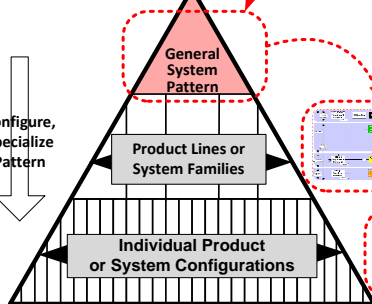 General
System
Pattern
onfigure,
pecialize
Pattern
Product Lines or
System Families
Individual Product
or System Configurations